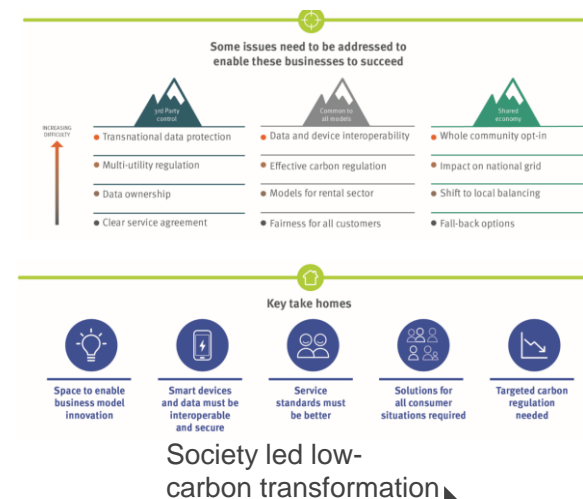 Some issues need to be addressed to
enable these businesses to succeed
3rd Party
control
Common to
all models
Shared
economy
INCREASING
DIFFICULTY
Transnational data protection
Multi-utility regulation
Data ownership
Clear service agreement
Data and device interoperability
Effective carbon regulation
Models for rental sector
Fairness for all customers
Whole community opt-in
Impact on national grid
Shift to local balancing
Fall-back options
Key take homes
Space to enable
business model
innovation
Smart devices
and data must be
interoperable
and secure
Service
standards must
be better
Solutions for
all consumer
situations required
Targeted carbon
regulation
needed
Society led low-
carbon transformation